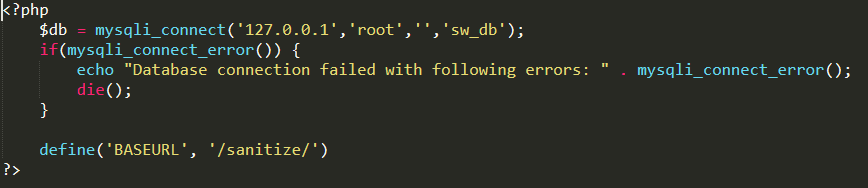 <?php
    $db = mysqli_connect('127.0.0.1','root','','sw_db');
    if(mysqli_connect_error()) {
        echo "Database connection failed with following errors: " . mysqli_connect_error();
        die();
    }

    define('BASEURL', '/sanitize/')
?>